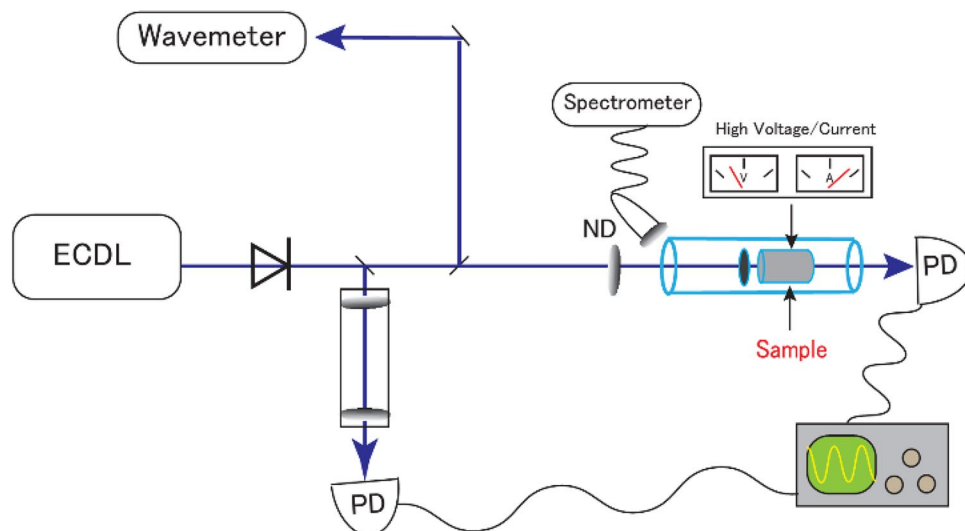 Wavemeter
Spectrometer
High Voltage/Current
V
A
ND
ECDL
PD
Sample
PD